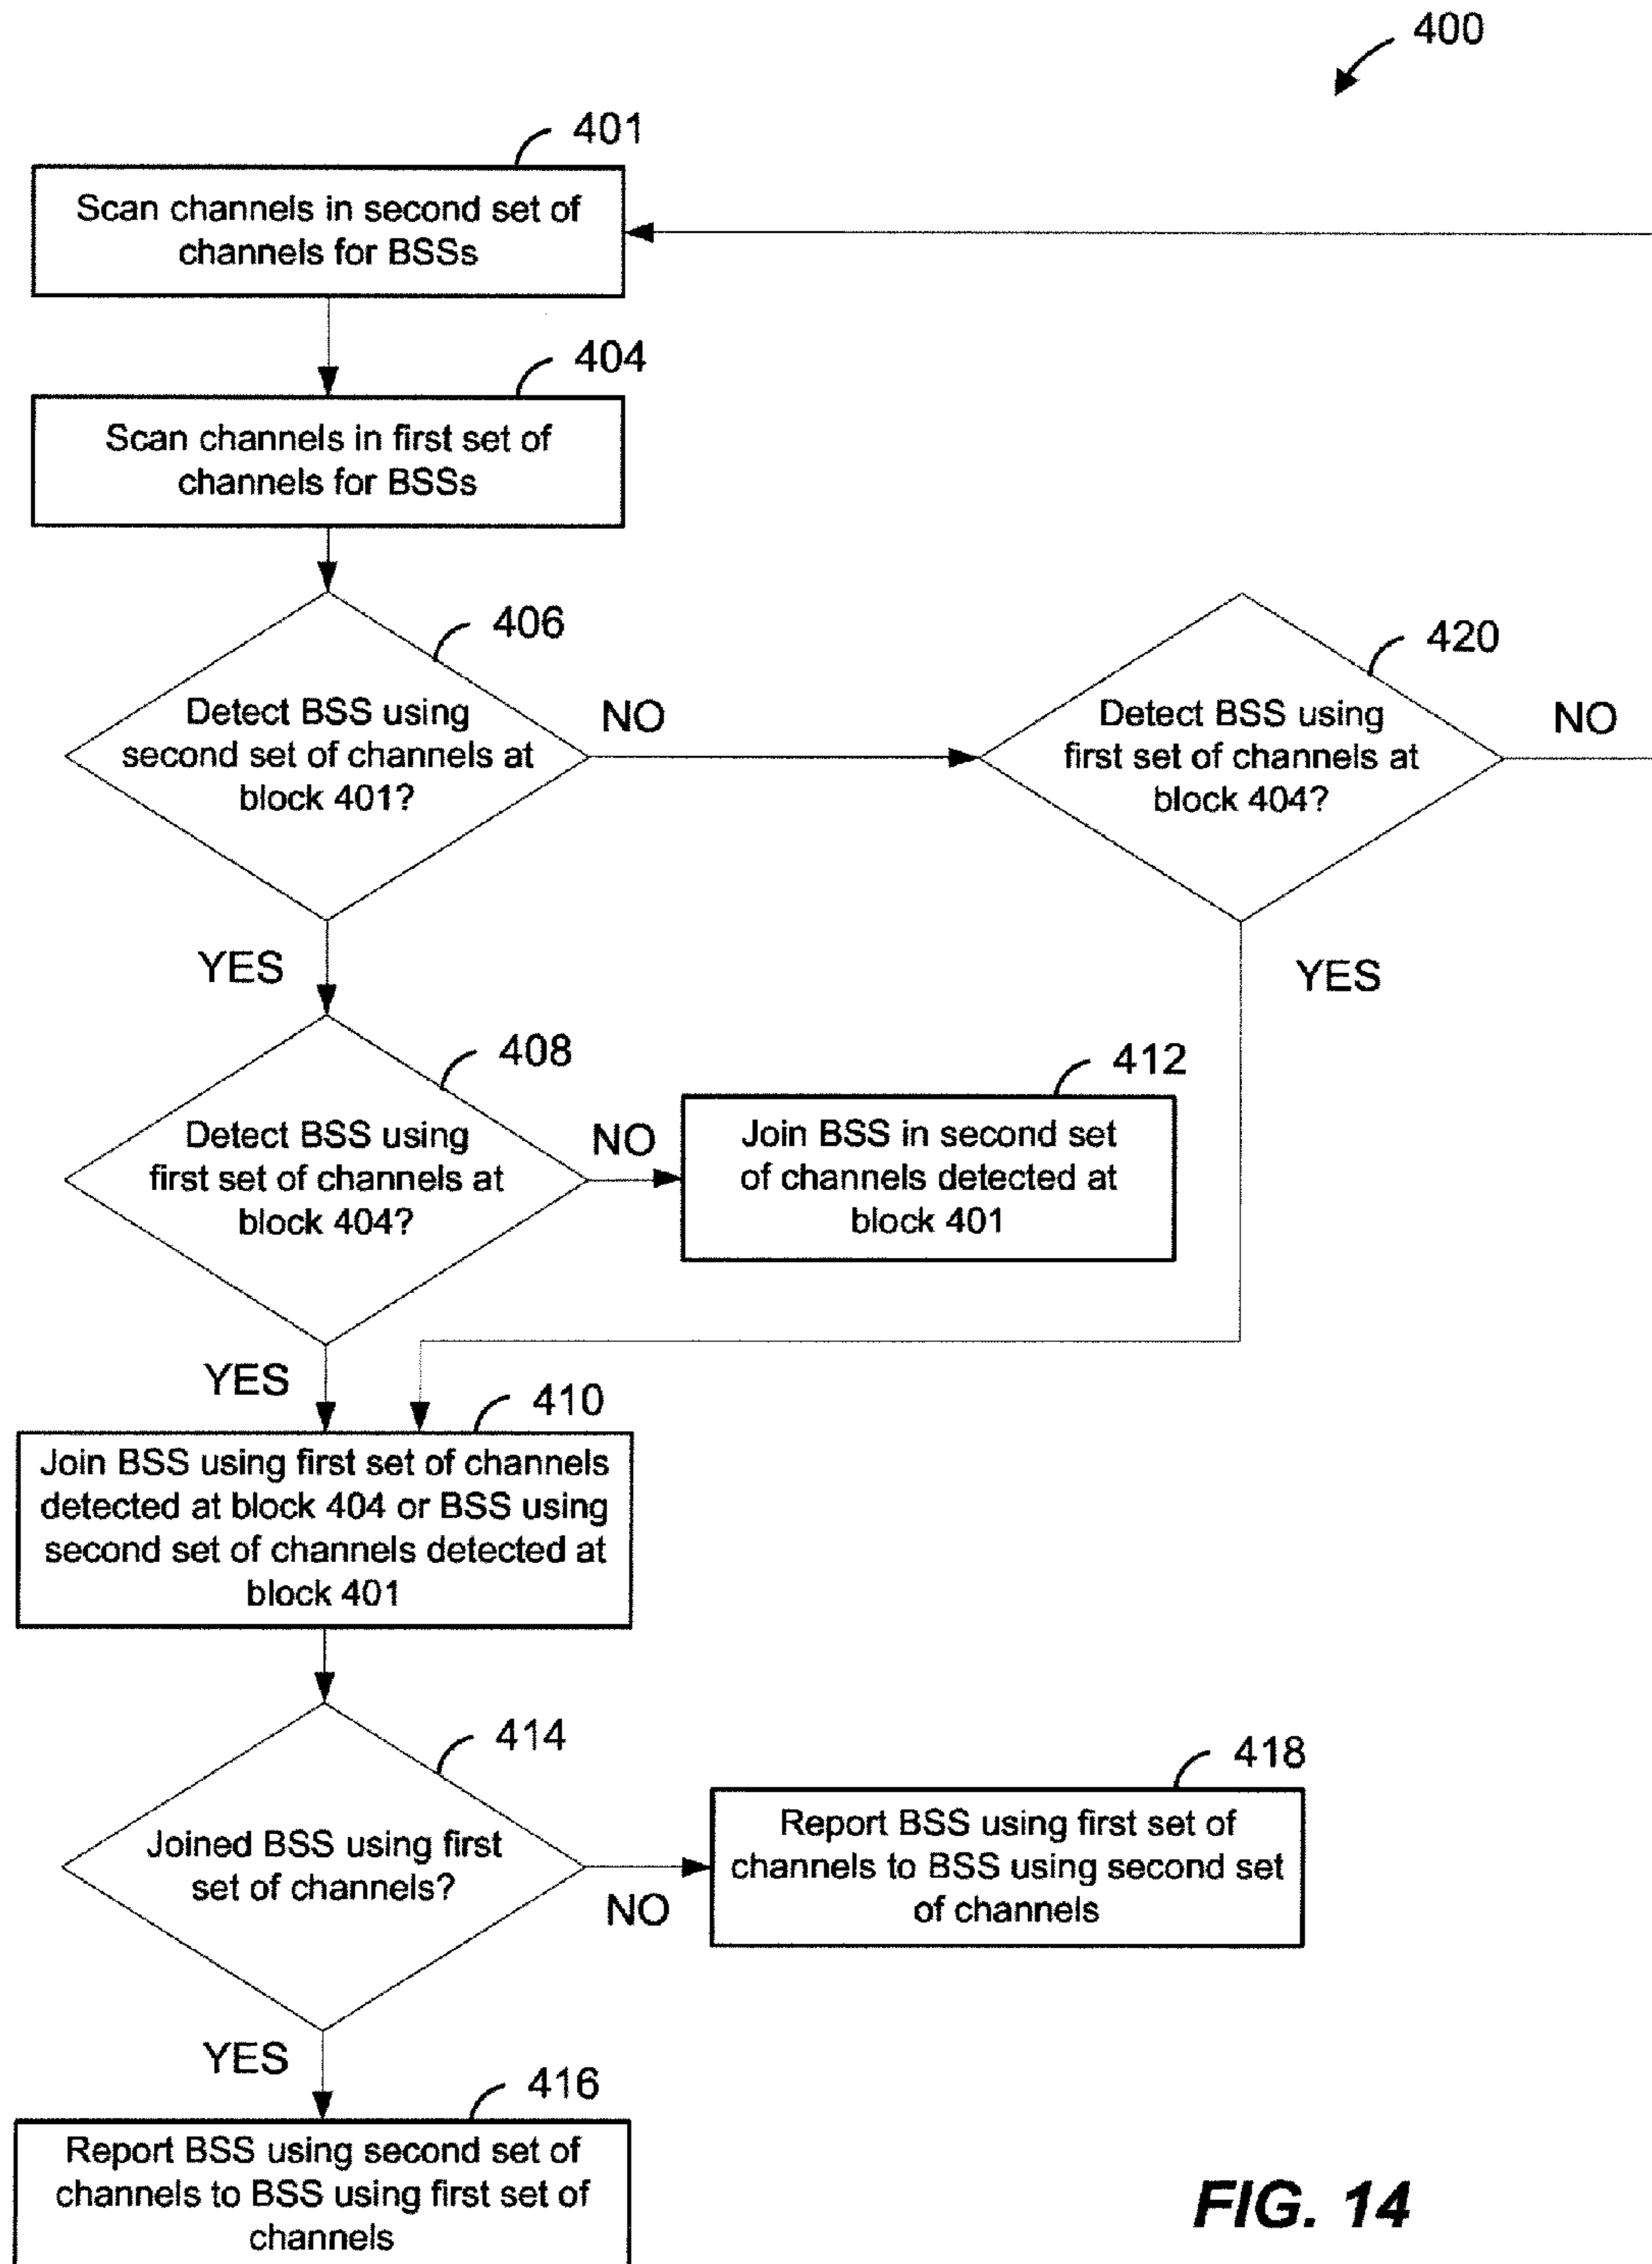 400
401
Scan channels in second set of
channels for BSSs
404
Scan channels in first set of
channels for BSSs
406
Detect BSS using
second set of channels at
block 401?
NO
420
Detect BSS using
first set of channels at
block 404?
NO
YES
YES
408
Detect BSS using
first set of channels at
block 404?
NO
412
Join BSS in second set
of channels detected at
block 401
YES
410
Join BSS using first set of channels
detected at block 404 or BSS using
second set of channels detected at
block 401
414
Joined BSS using first
set of channels?
NO
418
Report BSS using first set of
channels to BSS using second set
of channels
YES
416
Report BSS using second set of
channels to BSS using first set of
channels
FIG. 14